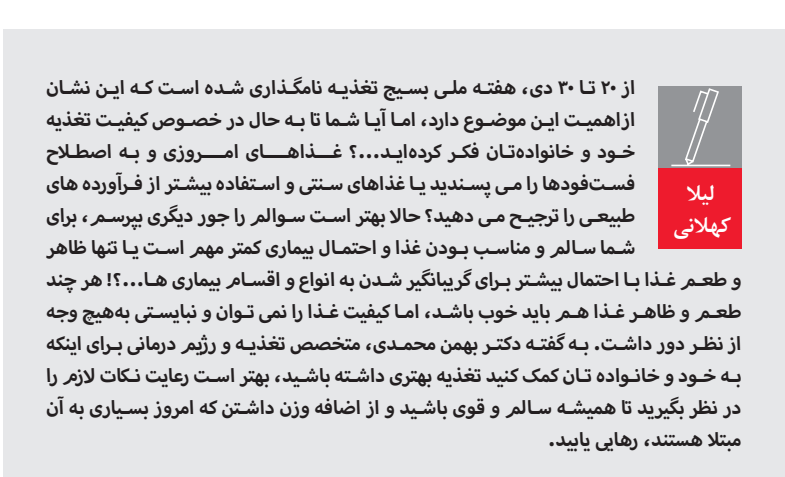 از ۲۰ تا ۳۰ دی، هفته ملی بسیج تغذیه نامگذاری شده است که این نشان
ازاهمیت این موضوع دارد، اما آیا شما تا به حال در خصوص کیفیت تغذیه
خود و خانواده‌تان فکر کرده‌اید...؟ غذاهای امروزی و به اصطلاح
فست‌فودها را می پسندید یا غذاهای سنتی و استفاده بیشتر از فرآورده های
طبیعی را ترجیح می دهید؟ حالا بهتر است سوالم را جور دیگری بپرسم، برای
شما سالم و مناسب بودن غذا و احتمال بیماری کمتر مهم است یا تنها ظاهر
و طعم غذا با احتمال بیشتر برای گریبانگیر شدن به انواع و اقسام بیماری ها...؟! هر چند
طعم و ظاهر غذا هم باید خوب باشد، اما کیفیت غذا را نمی توان و نبایستی به‌هیچ وجه
از نظر دور داشت. به گفته دکتر بهمن محمدی، متخصص تغذیه و رژیم درمانی برای اینکه
به خود و خانواده تان کمک کنید تغذیه بهتری داشته باشید، بهتر است رعایت نکات لازم را
در نظر بگیرید تا همیشه سالم و قوی باشید و از اضافه وزن داشتن که امروز بسیاری به آن
مبتلا هستند، رهایی یابید.
لیلا
کهلانی